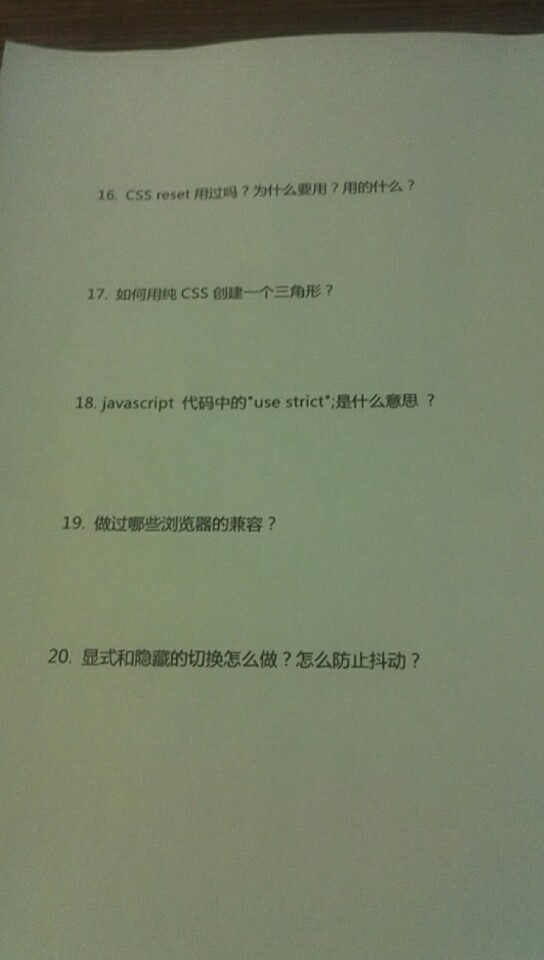 16. CSS reset 用过吗？为什么要用？用的什么？
17. 如何用纯 CSS 创建一个三角形？
18. javascript 代码中的"use strict";是什么意思 ？
19. 做过哪些浏览器的兼容？
20. 显式和隐藏的切换怎么做？怎么防止抖动？